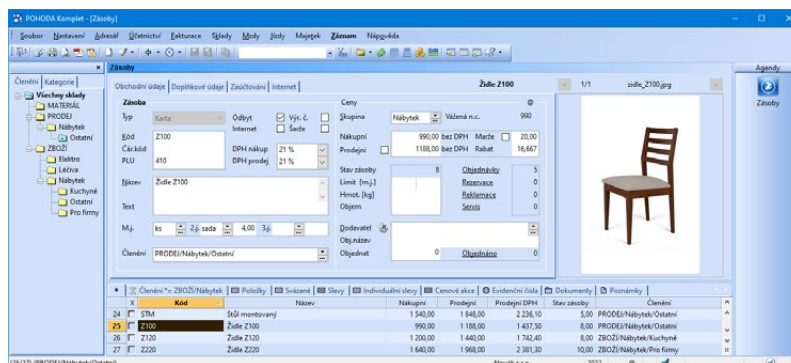 POHODA Komplet - [Zásoby]
Soubor Nastavení Adresář Účetnictví Fakturace Sklady Mzdy Jízdy Majetek Záznam Nápověda
Zásoby
Agendy
Členění Kategorie
Všechny sklady
MATERIÁL
PRODEJ
Nábytek
Ostatní
ZBOŽÍ
Elektro
Léčiva
Nábytek
Kuchyně
Ostatní
Pro firmy
Obchodní údaje Doplňkové údaje Zaúčtování Internet Židle Z100
1/1 zidle_Z100.jpg
Zásoby
Zásoba
Typ Karta Odbyt Výr. č.
Internet Šarže
Kód Z100
Čár.kód DPH nákup 21 %
PLU 410 DPH prodej 21 %
Název Židle Z100
Text
M.j. ks 2.j. sada 4,00 3.j.
Členění PRODEJ/Nábytek/Ostatní
Ceny @
Skupina Nábytek Vážená n.c. 990
Nákupní 990,00 bez DPH Marže 20,00
Prodejní 1188,00 bez DPH Rabat 16,667
Stav zásoby 8 Objednávky 5
Limit [m.j.] Rezervace 0
Hmot. [kg] Reklamace 0
Objem Servis 0
Dodavatel
Obj.název
Objednat 0 Objednáno 0
Členění *= ZBOŽÍ/Nábytek Položky Svázané Slevy Individuální slevy Cenové akce Evidenční čísla Dokumenty Poznámky
X Kód Název Nákupní Prodejní Prodejní DPH Stav zásoby Členění
24 STM Stůl montovaný 1 540,00 1 848,00 2 236,10 5,00 PRODEJ/Nábytek/Ostatní
25 Z100 Židle Z100 990,00 1 188,00 1 437,50 8,00 PRODEJ/Nábytek/Ostatní
26 Z120 Židle Z120 1 200,00 1 440,00 1 742,40 8,00 ZBOŽÍ/Nábytek/Kuchyně
27 Z220 Židle Z220 1 640,00 1 968,00 2 381,30 10,00 ZBOŽÍ/Nábytek/Pro firmy